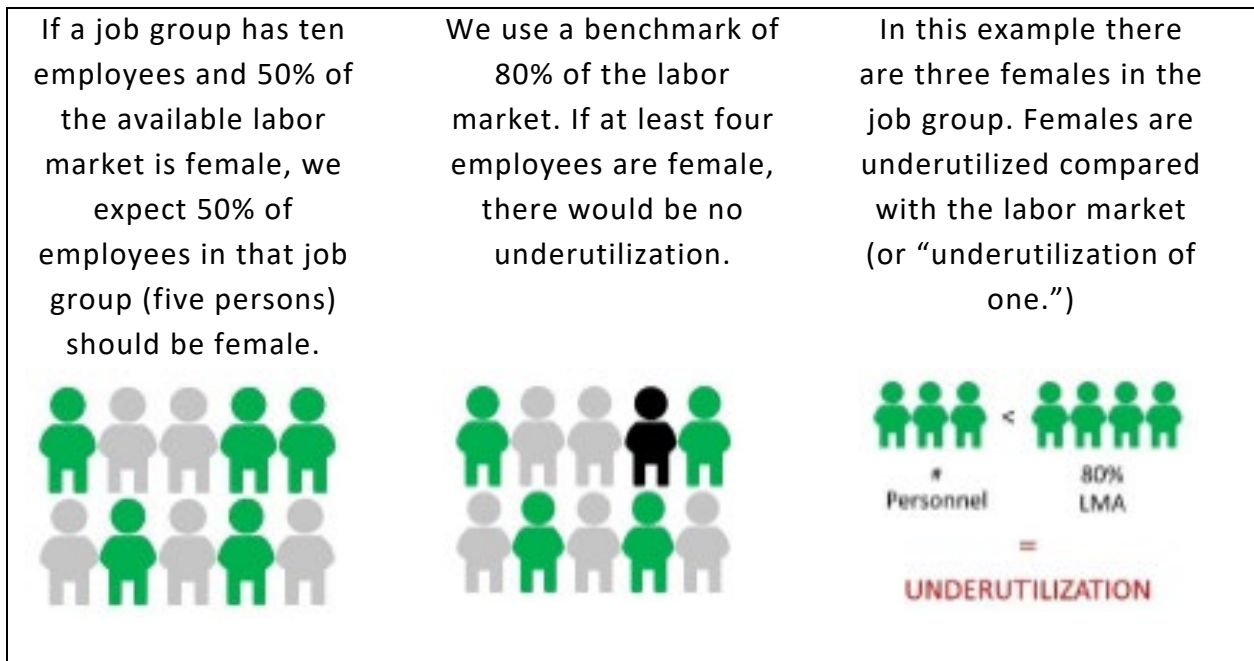 If a job group has ten
employees and 50% of
the available labor
market is female, we
expect 50% of
employees in that job
group (five persons)
should be female.
We use a benchmark of
80% of the labor
market. If at least four
employees are female,
there would be no
underutilization.
In this example there
are three females in the
job group. Females are
underutilized compared
with the labor market
(or “underutilization of
one.”)
<
#
Personnel
80%
LMA
=
UNDERUTILIZATION